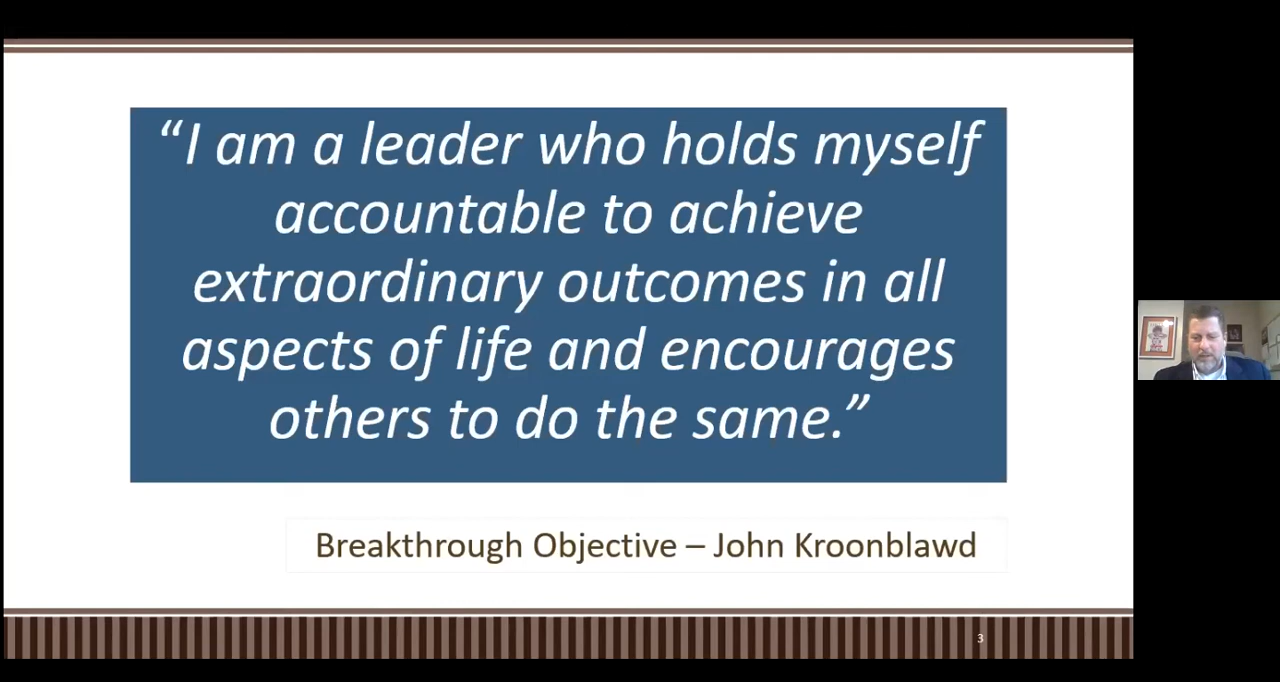 “I am a leader who holds myself
accountable to achieve
extraordinary outcomes in all
aspects of life and encourages
others to do the same.”
Breakthrough Objective – John Kroonblawd
3